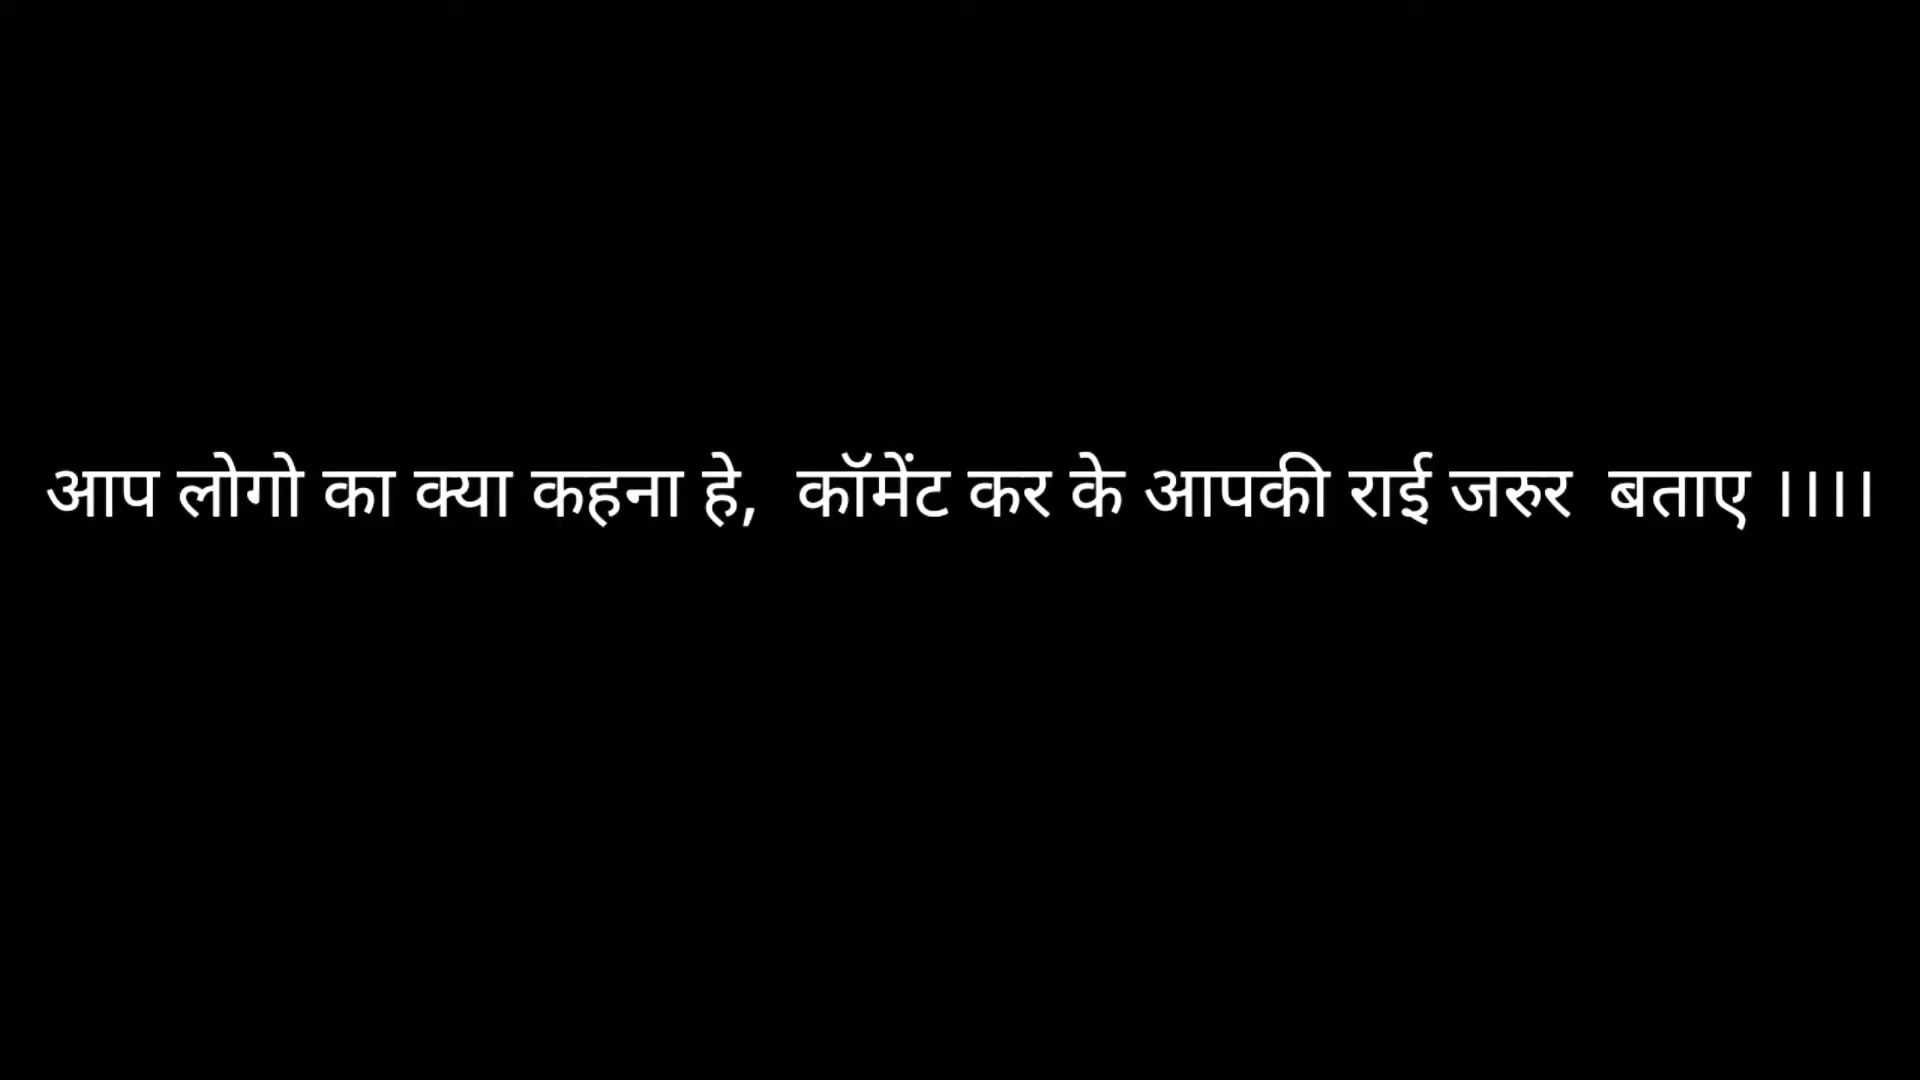 आप लोगो का क्या कहना हे,  कॉमेंट कर के आपकी राई जरुर  बताए ।।।।